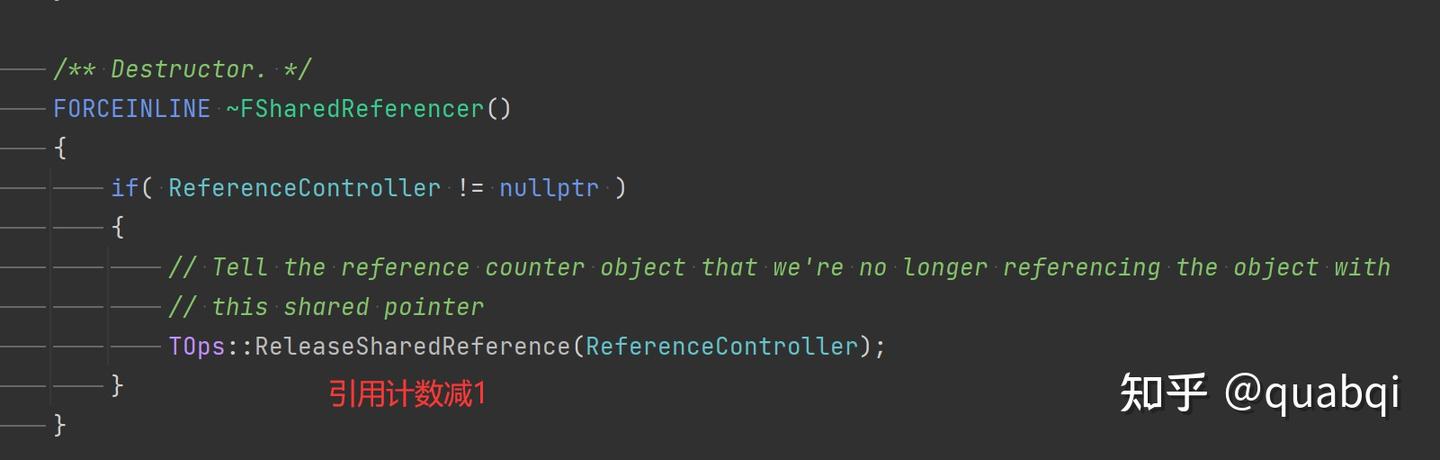 /** Destructor. */
FORCEINLINE ~FSharedReferencer()
{
if( ReferenceController != nullptr )
{
// Tell the reference counter object that we're no longer referencing the object with
// this shared pointer
TOps::ReleaseSharedReference(ReferenceController);
}
引用计数减1
知乎 @quabqi
}